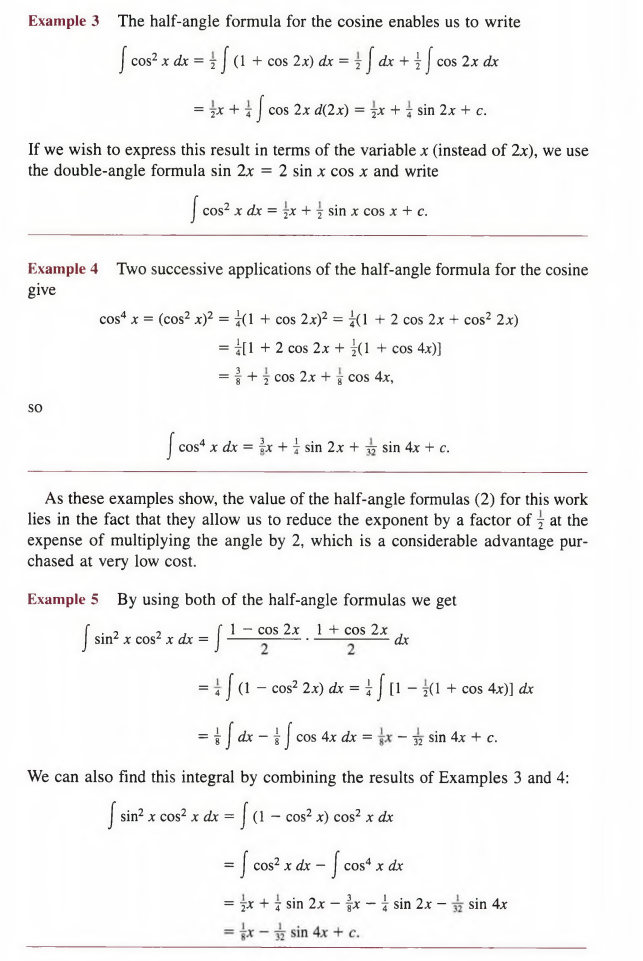 Example 3 The half-angle formula for the cosine enables us to write
∫ cos² x dx = ½ ∫ (1 + cos 2x) dx = ½ ∫ dx + ½ ∫ cos 2x dx
= ½x + ¼ ∫ cos 2x d(2x) = ½x + ¼ sin 2x + c.
If we wish to express this result in terms of the variable x (instead of 2x), we use
the double-angle formula sin 2x = 2 sin x cos x and write
∫ cos² x dx = ½x + ½ sin x cos x + c.
Example 4 Two successive applications of the half-angle formula for the cosine
give
cos⁴ x = (cos² x)² = ¼(1 + cos 2x)² = ¼(1 + 2 cos 2x + cos² 2x)
= ¼[1 + 2 cos 2x + ½(1 + cos 4x)]
= ⅜ + ½ cos 2x + ⅛ cos 4x,
so
∫ cos⁴ x dx = ⅜x + ¼ sin 2x + 1/32 sin 4x + c.
As these examples show, the value of the half-angle formulas (2) for this work
lies in the fact that they allow us to reduce the exponent by a factor of ½ at the
expense of multiplying the angle by 2, which is a considerable advantage pur-
chased at very low cost.
Example 5 By using both of the half-angle formulas we get
∫ sin² x cos² x dx = ∫ (1 − cos 2x)/2 · (1 + cos 2x)/2 dx
= ¼ ∫ (1 − cos² 2x) dx = ¼ ∫ [1 − ½(1 + cos 4x)] dx
= ⅛ ∫ dx − ⅛ ∫ cos 4x dx = ⅛x − 1/32 sin 4x + c.
We can also find this integral by combining the results of Examples 3 and 4:
∫ sin² x cos² x dx = ∫ (1 − cos² x) cos² x dx
= ∫ cos² x dx − ∫ cos⁴ x dx
= ½x + ¼ sin 2x − ⅜x − ¼ sin 2x − 1/32 sin 4x
= ⅛x − 1/32 sin 4x + c.